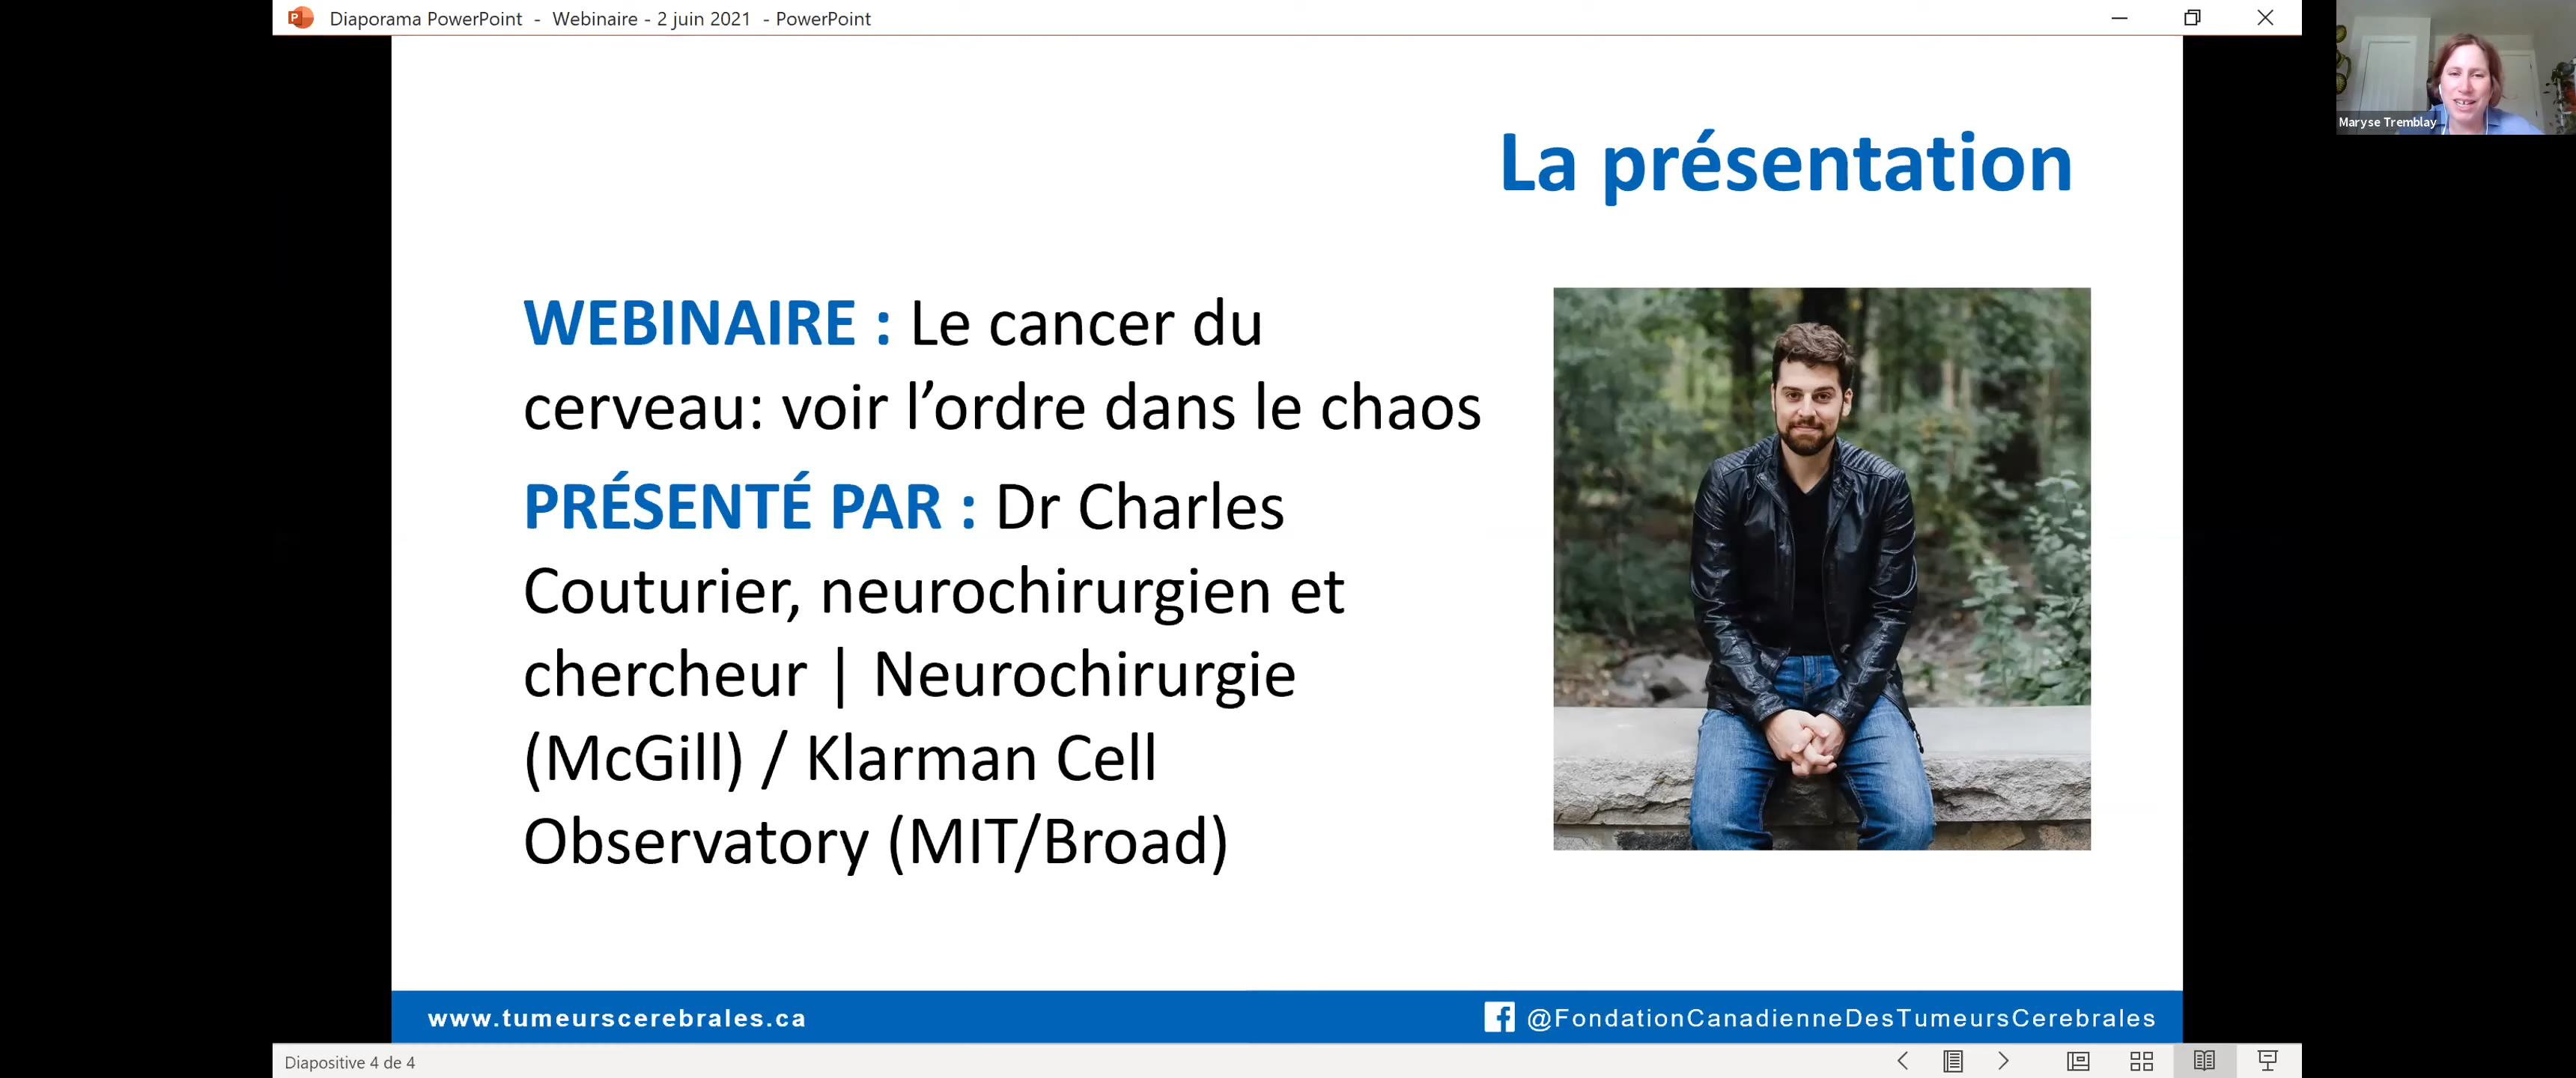 Diaporama PowerPoint - Webinaire - 2 juin 2021 - PowerPoint
Maryse Tremblay
La présentation
WEBINAIRE : Le cancer du
cerveau: voir l’ordre dans le chaos
PRÉSENTÉ PAR : Dr Charles
Couturier, neurochirurgien et
chercheur | Neurochirurgie
(McGill) / Klarman Cell
Observatory (MIT/Broad)
www.tumeurscerebrales.ca
@FondationCanadienneDesTumeursCerebrales
Diapositive 4 de 4